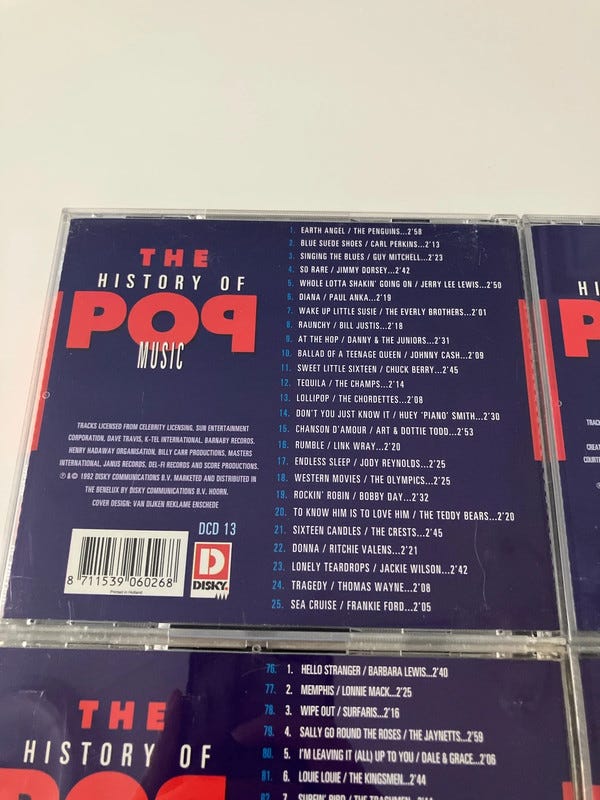 THE
HISTORY OF
POP
MUSIC
TRACKS LICENSED FROM CELEBRITY LICENSING, SUN ENTERTAINMENT
CORPORATION, DAVE TRAVIS, K-TEL INTERNATIONAL, BARNABY RECORDS,
HENRY HADAWAY ORGANISATION, BILLY CARR PRODUCTIONS, MASTERS
INTERNATIONAL, JANUS RECORDS, DEL-FI RECORDS AND SCORE PRODUCTIONS.
℗ & © 1992 DISKY COMMUNICATIONS B.V. MARKETED AND DISTRIBUTED IN
THE BENELUX BY DISKY COMMUNICATIONS B.V. HOORN.
COVER DESIGN: VAN DIJKEN REKLAME ENSCHEDE
DCD 13
8 711539 060268
D
DISKY
Printed in Holland
1. EARTH ANGEL / THE PENGUINS...2'58
2. BLUE SUEDE SHOES / CARL PERKINS...2'13
3. SINGING THE BLUES / GUY MITCHELL...2'23
4. SO RARE / JIMMY DORSEY...2'42
5. WHOLE LOTTA SHAKIN' GOING ON / JERRY LEE LEWIS...2'50
6. DIANA / PAUL ANKA...2'19
7. WAKE UP LITTLE SUSIE / THE EVERLY BROTHERS...2'01
8. RAUNCHY / BILL JUSTIS...2'18
9. AT THE HOP / DANNY & THE JUNIORS...2'31
10. BALLAD OF A TEENAGE QUEEN / JOHNNY CASH...2'09
11. SWEET LITTLE SIXTEEN / CHUCK BERRY...2'45
12. TEQUILA / THE CHAMPS...2'14
13. LOLLIPOP / THE CHORDETTES...2'08
14. DON'T YOU JUST KNOW IT / HUEY 'PIANO' SMITH...2'30
15. CHANSON D'AMOUR / ART & DOTTIE TODD...2'53
16. RUMBLE / LINK WRAY...2'20
17. ENDLESS SLEEP / JODY REYNOLDS...2'25
18. WESTERN MOVIES / THE OLYMPICS...2'25
19. ROCKIN' ROBIN / BOBBY DAY...2'32
20. TO KNOW HIM IS TO LOVE HIM / THE TEDDY BEARS...2'20
21. SIXTEEN CANDLES / THE CRESTS...2'45
22. DONNA / RITCHIE VALENS...2'21
23. LONELY TEARDROPS / JACKIE WILSON...2'42
24. TRAGEDY / THOMAS WAYNE...2'08
25. SEA CRUISE / FRANKIE FORD...2'05
HI
P
THE
HISTORY OF
POP
76. 1. HELLO STRANGER / BARBARA LEWIS...2'40
77. 2. MEMPHIS / LONNIE MACK...2'25
78. 3. WIPE OUT / SURFARIS...2'16
79. 4. SALLY GO ROUND THE ROSES / THE JAYNETTS...2'59
80. 5. I'M LEAVING IT (ALL) UP TO YOU / DALE & GRACE...2'06
81. 6. LOUIE LOUIE / THE KINGSMEN...2'44
82. 7. SURFIN' BIRD / THE TRASHMEN